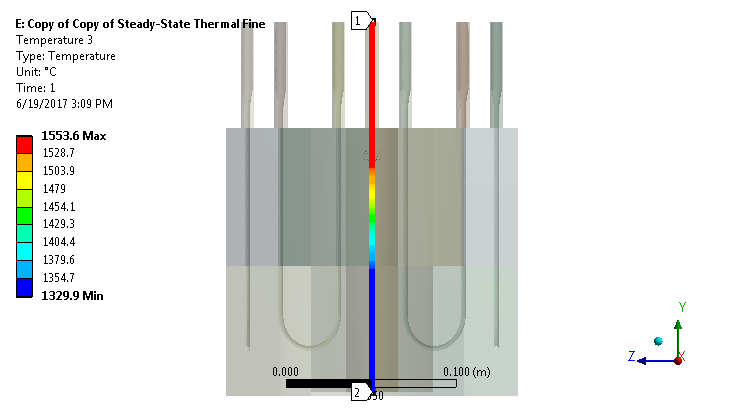 E: Copy of Copy of Steady-State Thermal Fine
Temperature 3
Type: Temperature
Unit: °C
Time: 1
6/19/2017 3:09 PM
1553.6 Max
1528.7
1503.9
1479
1454.1
1429.3
1404.4
1379.6
1354.7
1329.9 Min
1
2
0.000
0.100 (m)
Y
Z
X